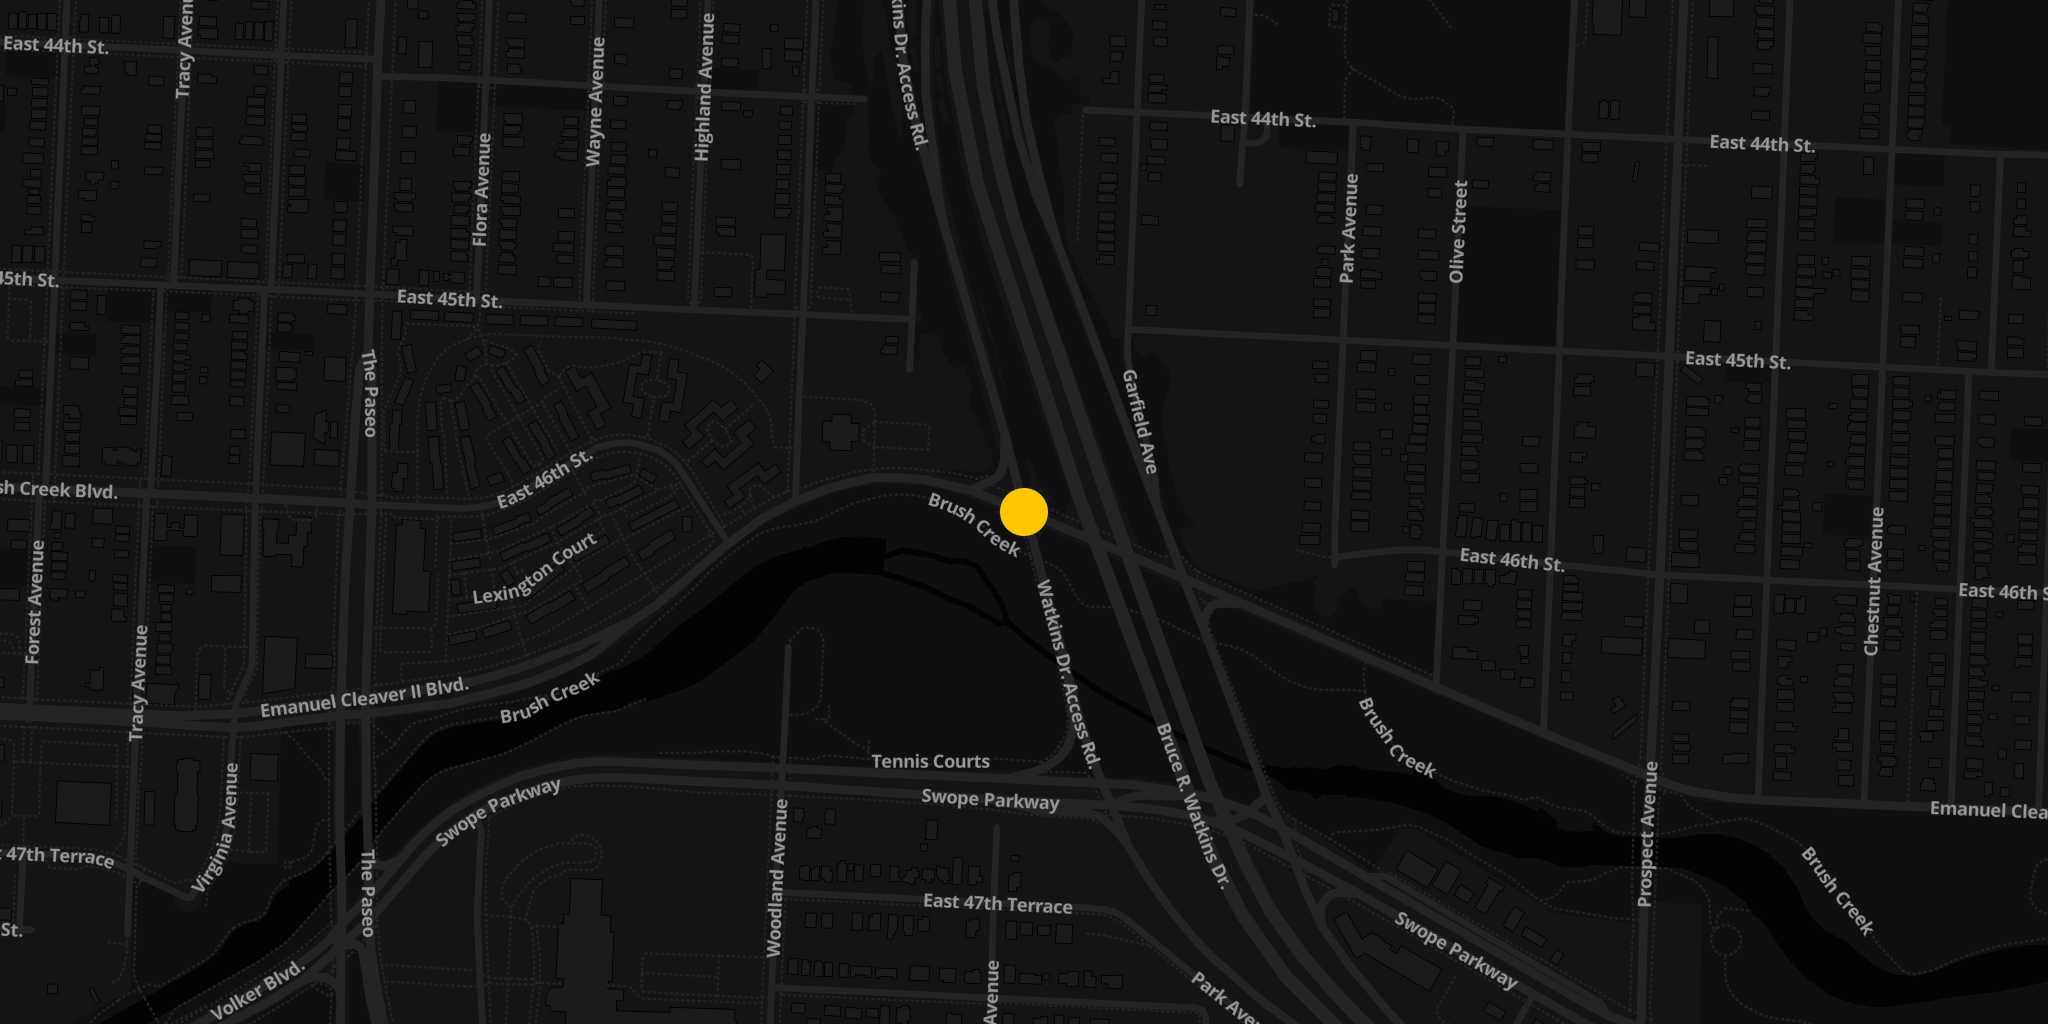 East 44th St.
Tracy Avenu
Wayne Avenue
Highland Avenue
kins Dr. Access Rd.
East 44th St.
East 44th St.
Flora Avenue
Park Avenue
Olive Street
45th St.
East 45th St.
East 45th St.
The Paseo
Garfield Ave
sh Creek Blvd.
East 46th St.
Brush Creek
Lexington Court
East 46th St.
East 46th S
Chestnut Avenue
Forest Avenue
Tracy Avenue
Emanuel Cleaver II Blvd.
Brush Creek
Watkins Dr. Access Rd.
Brush Creek
Bruce R. Watkins Dr.
Tennis Courts
Swope Parkway
Swope Parkway
Emanuel Clea
Prospect Avenue
Virginia Avenue
t 47th Terrace
The Paseo
Woodland Avenue
East 47th Terrace
Brush Creek
Swope Parkway
St.
Volker Blvd.
Avenue
Park Aven